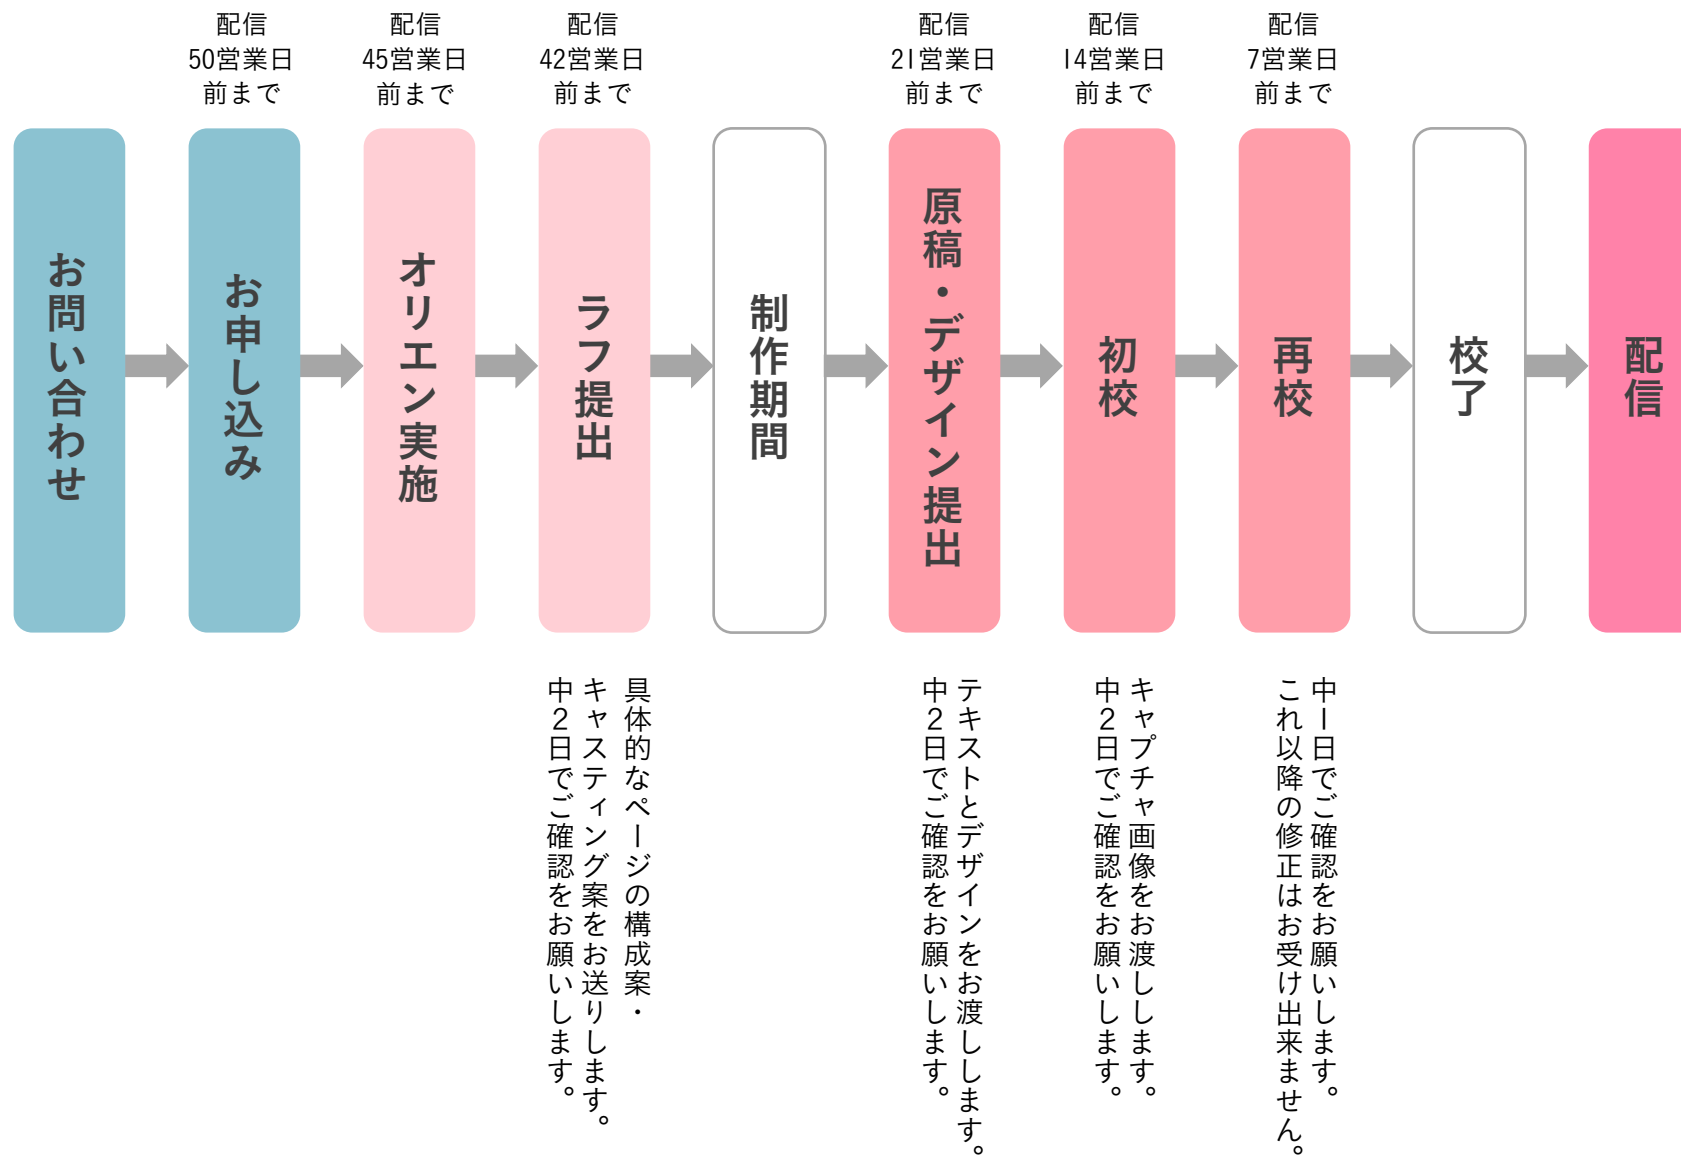 配信
50営業日
前まで
配信
45営業日
前まで
配信
42営業日
前まで
配信
21営業日
前まで
配信
14営業日
前まで
配信
7営業日
前まで
お問い合わせ
お申し込み
オリエン実施
ラフ提出
制作期間
原稿・デザイン提出
初校
再校
校了
配信
具体的なページの構成案・
キャスティング案をお送りします。
中2日でご確認をお願いします。
テキストとデザインをお渡しします。
中2日でご確認をお願いします。
キャプチャ画像をお渡しします。
中2日でご確認をお願いします。
中1日でご確認をお願いします。
これ以降の修正はお受け出来ません。